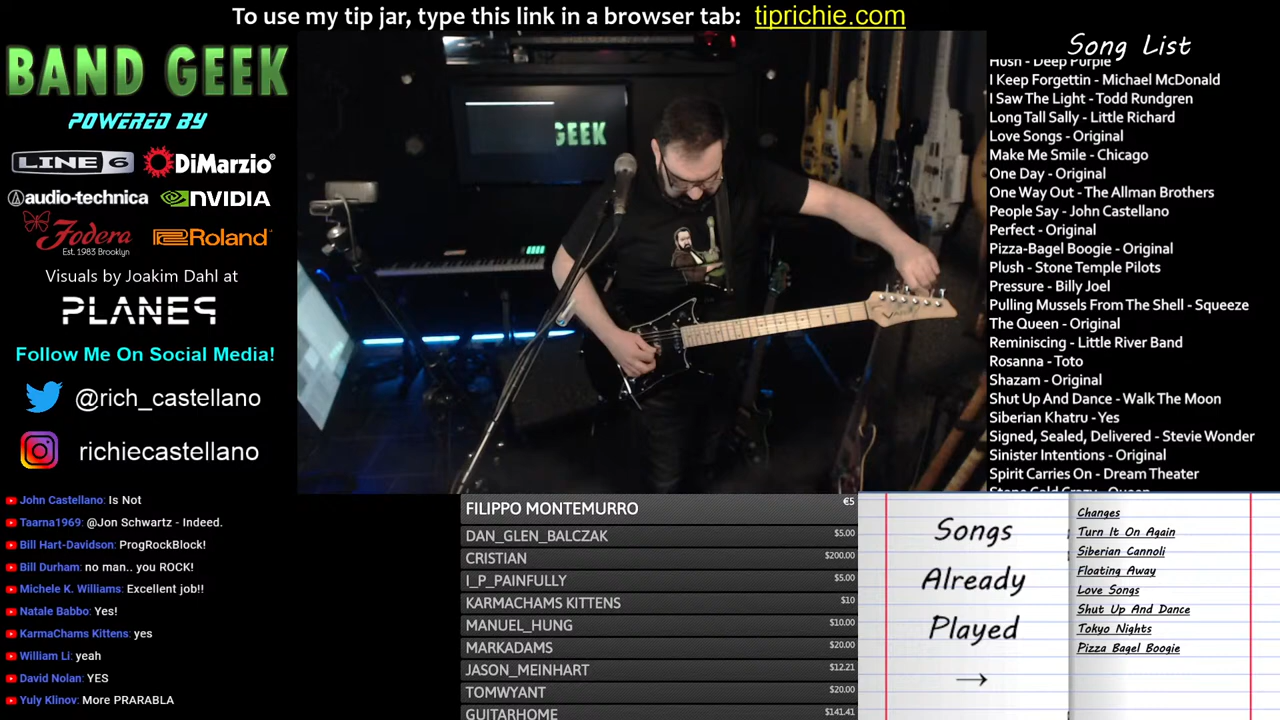 To use my tip jar, type this link in a browser tab: tiprichie.com
BAND GEEK
POWERED BY
LINE 6
DiMarzio
audio-technica
NVIDIA
Fodera
Est. 1983 Brooklyn
Roland
Visuals by Joakim Dahl at
PLANE9
Follow Me On Social Media!
@rich_castellano
richiecastellano
GEEK
Song List
Hush - Deep Purple
I Keep Forgettin - Michael McDonald
I Saw The Light - Todd Rundgren
Long Tall Sally - Little Richard
Love Songs - Original
Make Me Smile - Chicago
One Day - Original
One Way Out - The Allman Brothers
People Say - John Castellano
Perfect - Original
Pizza-Bagel Boogie - Original
Plush - Stone Temple Pilots
Pressure - Billy Joel
Pulling Mussels From The Shell - Squeeze
The Queen - Original
Reminiscing - Little River Band
Rosanna - Toto
Shazam - Original
Shut Up And Dance - Walk The Moon
Siberian Khatru - Yes
Signed, Sealed, Delivered - Stevie Wonder
Sinister Intentions - Original
Spirit Carries On - Dream Theater
Stone Cold Crazy - Queen
John Castellano: Is Not
Taarna1969: @Jon Schwartz - Indeed.
Bill Hart-Davidson: ProgRockBlock!
Bill Durham: no man.. you ROCK!
Michele K. Williams: Excellent job!!
Natale Babbo: Yes!
KarmaChams Kittens: yes
William Li: yeah
David Nolan: YES
Yuly Klinov: More PRARABLA
FILIPPO MONTEMURRO €5
DAN_GLEN_BALCZAK $5.00
CRISTIAN $200.00
I_P_PAINFULLY $5.00
KARMACHAMS KITTENS $10
MANUEL_HUNG $10.00
MARKADAMS $20.00
JASON_MEINHART $12.21
TOMWYANT $20.00
GUITARHOME $141.41
Songs
Already
Played
→
Changes
Turn It On Again
Siberian Cannoli
Floating Away
Love Songs
Shut Up And Dance
Tokyo Nights
Pizza Bagel Boogie